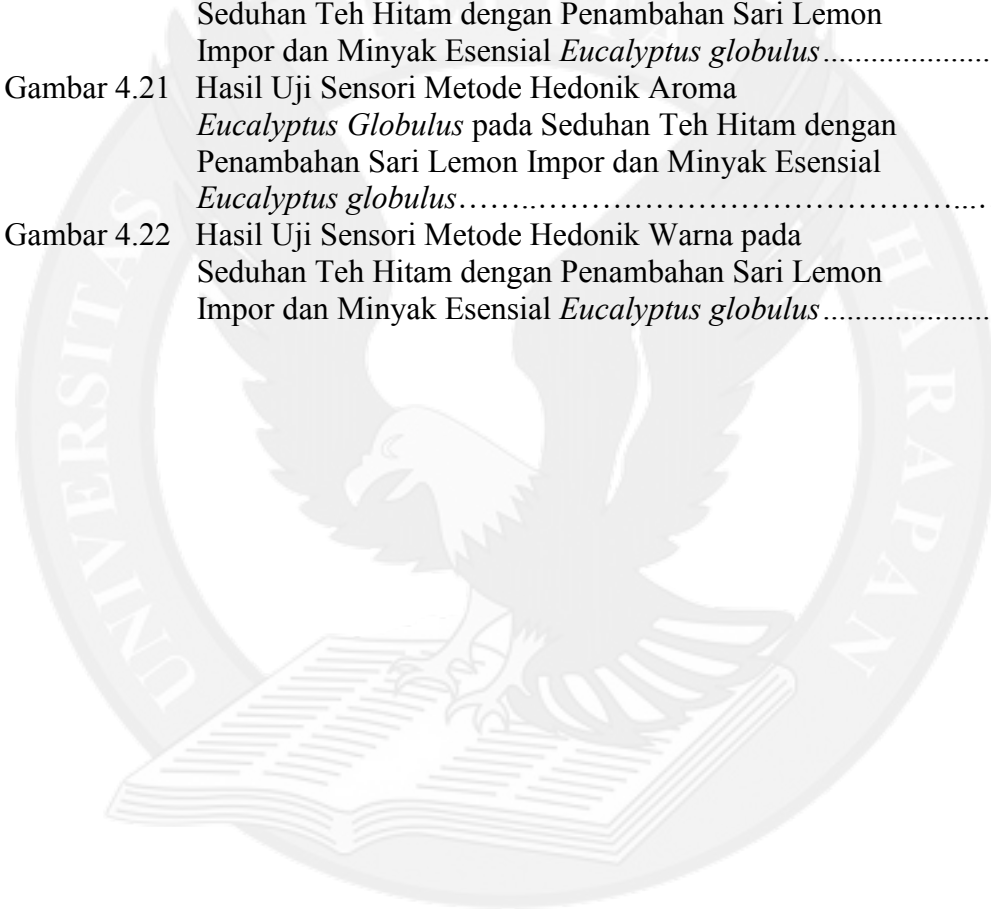 Seduhan Teh Hitam dengan Penambahan Sari Lemon
Impor dan Minyak Esensial Eucalyptus globulus.....................
Gambar 4.21 Hasil Uji Sensori Metode Hedonik Aroma
Eucalyptus Globulus pada Seduhan Teh Hitam dengan
Penambahan Sari Lemon Impor dan Minyak Esensial
Eucalyptus globulus……..…………………………………………...
Gambar 4.22 Hasil Uji Sensori Metode Hedonik Warna pada
Seduhan Teh Hitam dengan Penambahan Sari Lemon
Impor dan Minyak Esensial Eucalyptus globulus.....................
UNIVERSITAS
HARAPAN